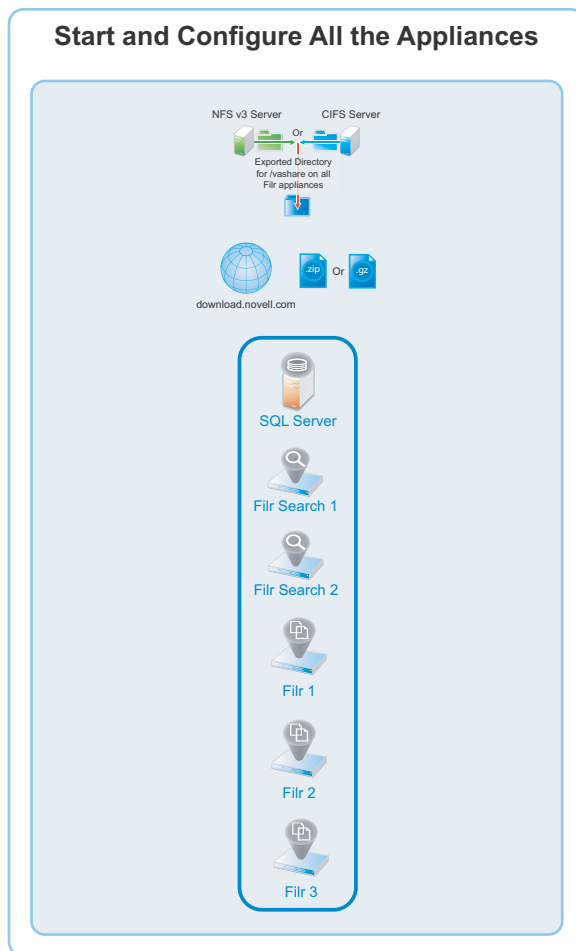 Start and Configure All the Appliances
NFS v3 Server
CIFS Server
Or
Exported Directory
for /vashare on all
Filr appliances
.zip
Or
.gz
download.novell.com
SQL Server
Filr Search 1
Filr Search 2
Filr 1
Filr 2
Filr 3